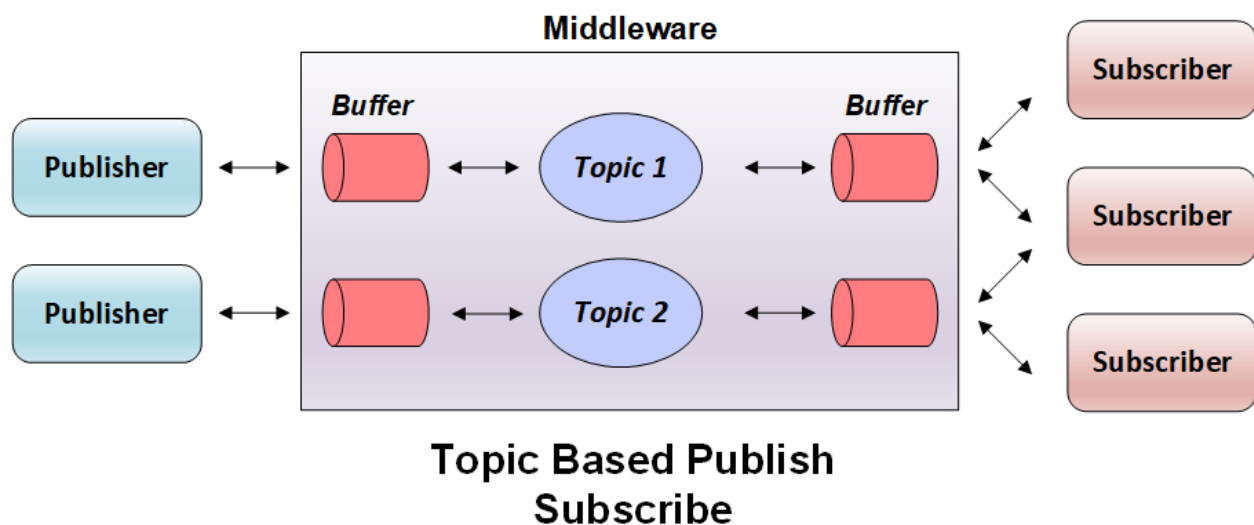 Middleware
Subscriber
Buffer
Buffer
Publisher
Topic 1
Subscriber
Publisher
Topic 2
Subscriber
Topic Based Publish
Subscribe